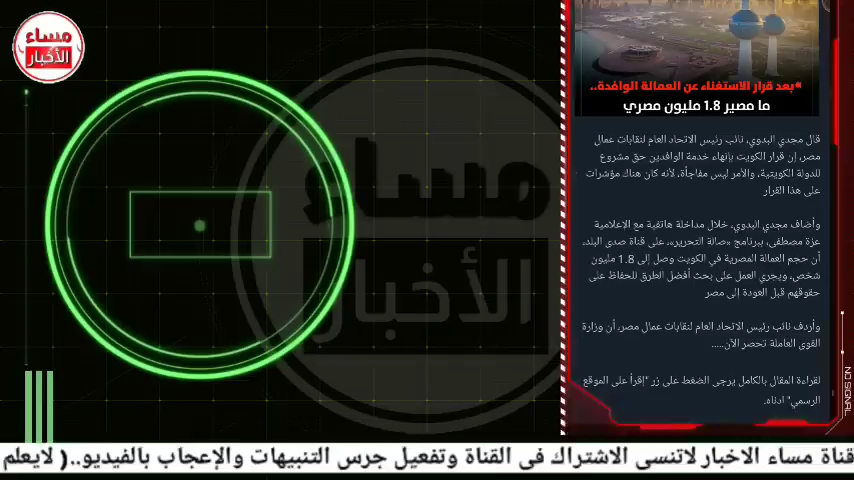 مساء
الأخبار
مساء
الأخبار
»بعد قرار الاستغناء عن العمالة الوافدة..
ما مصير 1.8 مليون مصري
قال مجدي البدوي، نائب رئيس الاتحاد العام لنقابات عمال
مصر، إن قرار الكويت بإنهاء خدمة الوافدين حق مشروع
للدولة الكويتية، والأمر ليس مفاجأة، لأنه كان هناك مؤشرات
على هذا القرار
وأضاف مجدي البدوي، خلال مداخلة هاتفية مع الإعلامية
عزة مصطفى، ببرنامج «صالة التحرير»، على قناة صدى البلد،
أن حجم العمالة المصرية في الكويت وصل إلى 1.8 مليون
شخص، ويجري العمل على بحث أفضل الطرق للحفاظ على
حقوقهم قبل العودة إلى مصر
وأردف نائب رئيس الاتحاد العام لنقابات عمال مصر، أن وزارة
القوى العاملة تحصر الآن.....
لقراءة المقال بالكامل يرجى الضغط على زر "إقرأ على الموقع
الرسمي" ادناه.
NO SIGNAL
قناة مساء الاخبار لاتنسى الاشتراك فى القناة وتفعيل جرس التنبيهات والإعجاب بالفيديو..( لايعلم